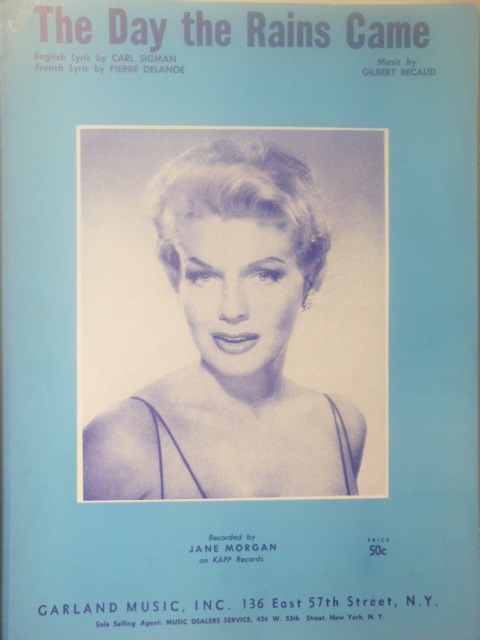 The Day the Rains Came
English Lyric by CARL SIGMAN
French Lyric by PIERRE DELANOE
Music by
GILBERT BECAUD
Recorded by
JANE MORGAN
on KAPP Records
PRICE
50c
GARLAND MUSIC, INC. 136 East 57th Street, N.Y.
Sole Selling Agent: MUSIC DEALERS SERVICE, 436 W. 55th Street, New York, N. Y.